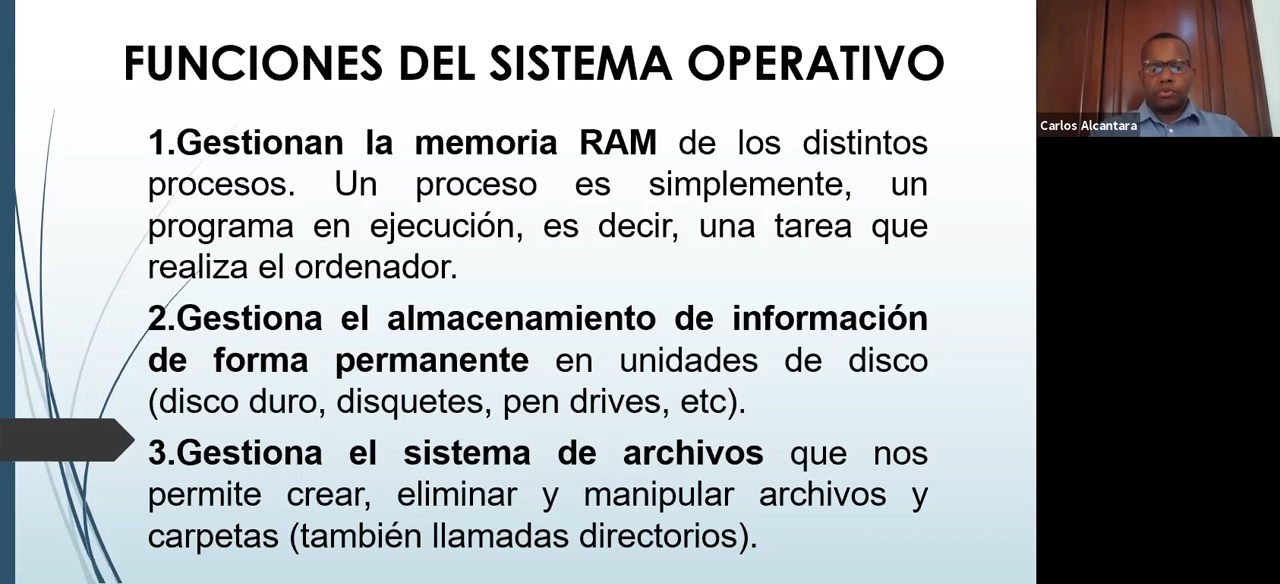 FUNCIONES DEL SISTEMA OPERATIVO
1.Gestionan la memoria RAM de los distintos
procesos. Un proceso es simplemente, un
programa en ejecución, es decir, una tarea que
realiza el ordenador.
2.Gestiona el almacenamiento de información
de forma permanente en unidades de disco
(disco duro, disquetes, pen drives, etc).
3.Gestiona el sistema de archivos que nos
permite crear, eliminar y manipular archivos y
carpetas (también llamadas directorios).
Carlos Alcantara